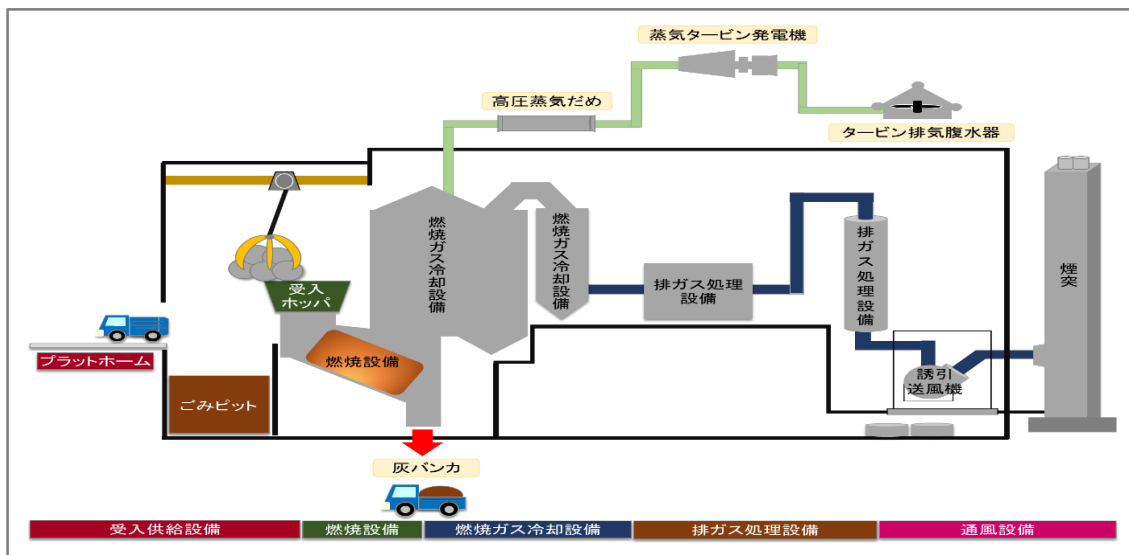 蒸気タービン発電機
高圧蒸気だめ
タービン排気腹水器
燃焼ガス冷却設備
燃焼ガス冷却設備
排ガス処理設備
煙突
受入
ホッパ
排ガス処理
設備
プラットホーム
燃焼設備
誘引
送風機
ごみピット
灰バンカ
受入供給設備
燃焼設備
燃焼ガス冷却設備
排ガス処理設備
通風設備